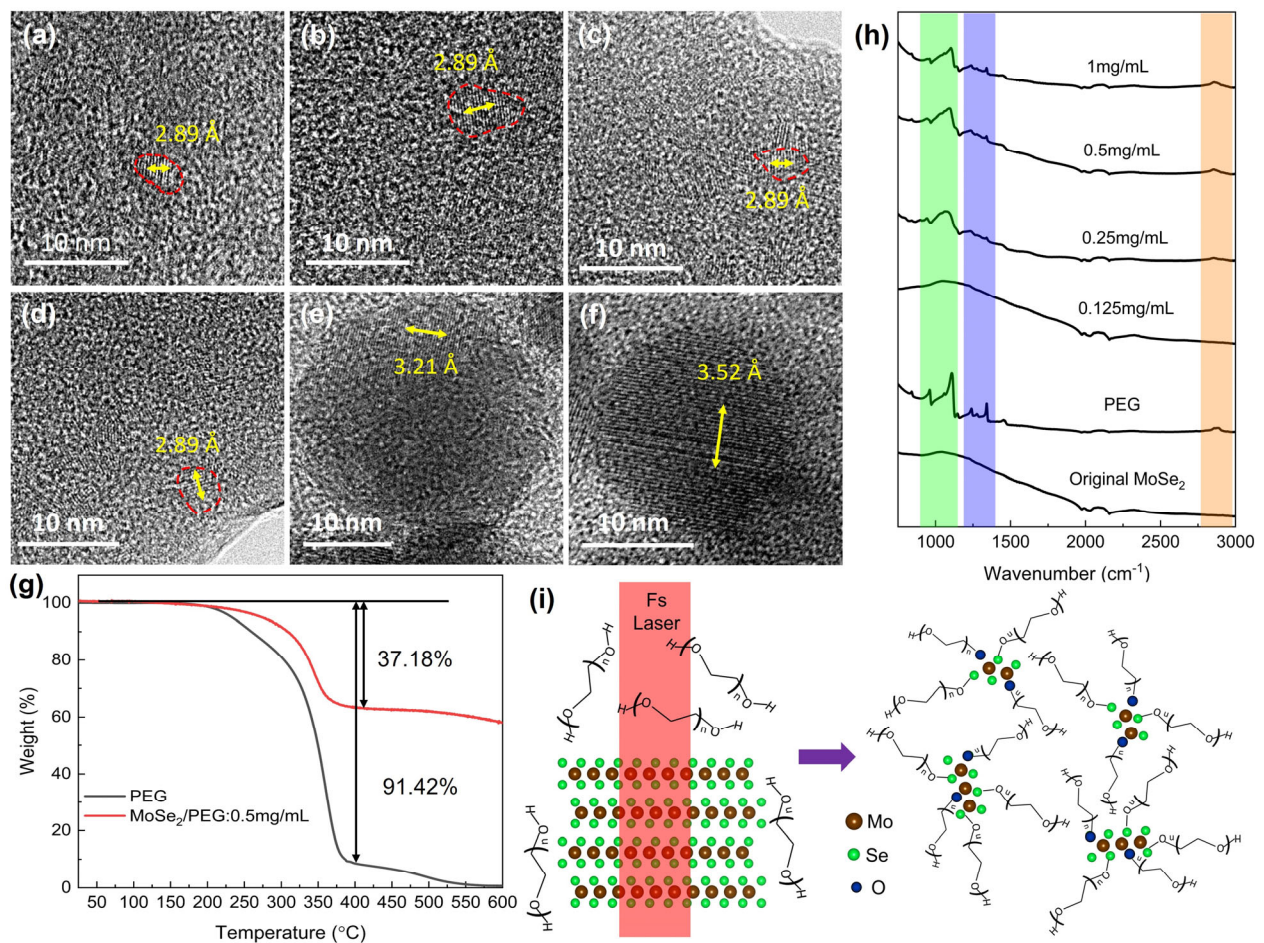 (a)
2.89 Å
10 nm
(b)
2.89 Å
10 nm
(c)
2.89 Å
10 nm
(d)
2.89 Å
10 nm
(e)
3.21 Å
10 nm
(f)
3.52 Å
10 nm
(h)
1mg/mL
0.5mg/mL
0.25mg/mL
0.125mg/mL
PEG
Original MoSe₂
1000 1500 2000 2500 3000
Wavenumber (cm⁻¹)
(g)
100
80
60
40
20
0
Weight (%)
37.18%
91.42%
PEG
MoSe₂/PEG:0.5mg/mL
50 100 150 200 250 300 350 400 450 500 550 600
Temperature (°C)
(i)
Fs
Laser
Mo
Se
O